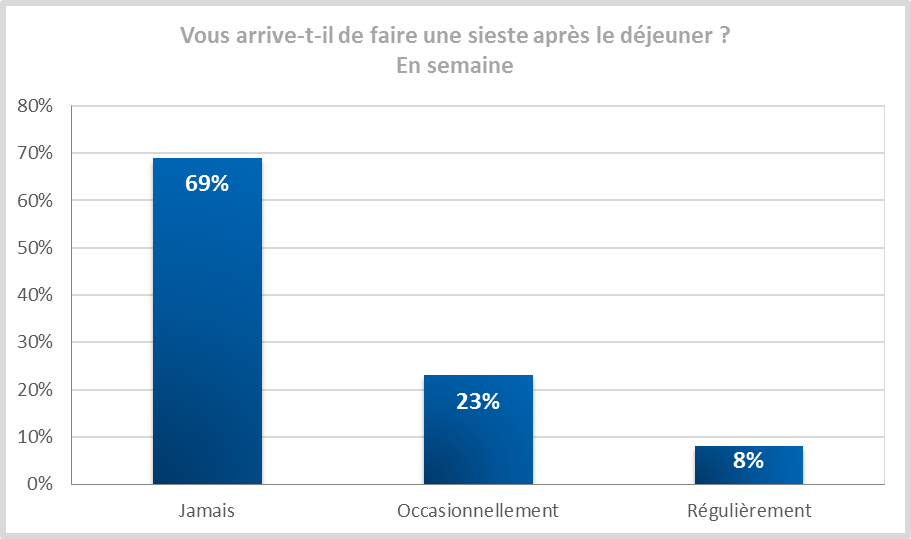 Vous arrive-t-il de faire une sieste après le déjeuner ?
En semaine
80%
70%
60%
50%
40%
30%
20%
10%
0%
69%
23%
8%
Jamais
Occasionnellement
Régulièrement